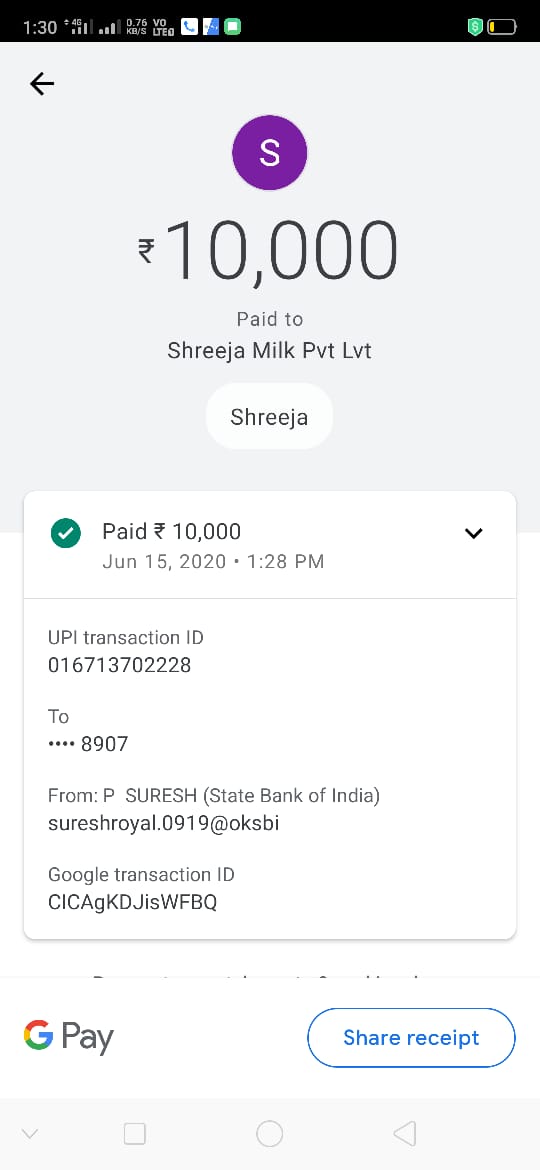 1:30 4G 0.76 KB/S VO LTE
S
₹10,000
Paid to
Shreeja Milk Pvt Lvt
Shreeja
Paid ₹ 10,000
Jun 15, 2020 • 1:28 PM
UPI transaction ID
016713702228
To
•••• 8907
From: P SURESH (State Bank of India)
sureshroyal.0919@oksbi
Google transaction ID
CICAgKDJisWFBQ
G Pay
Share receipt